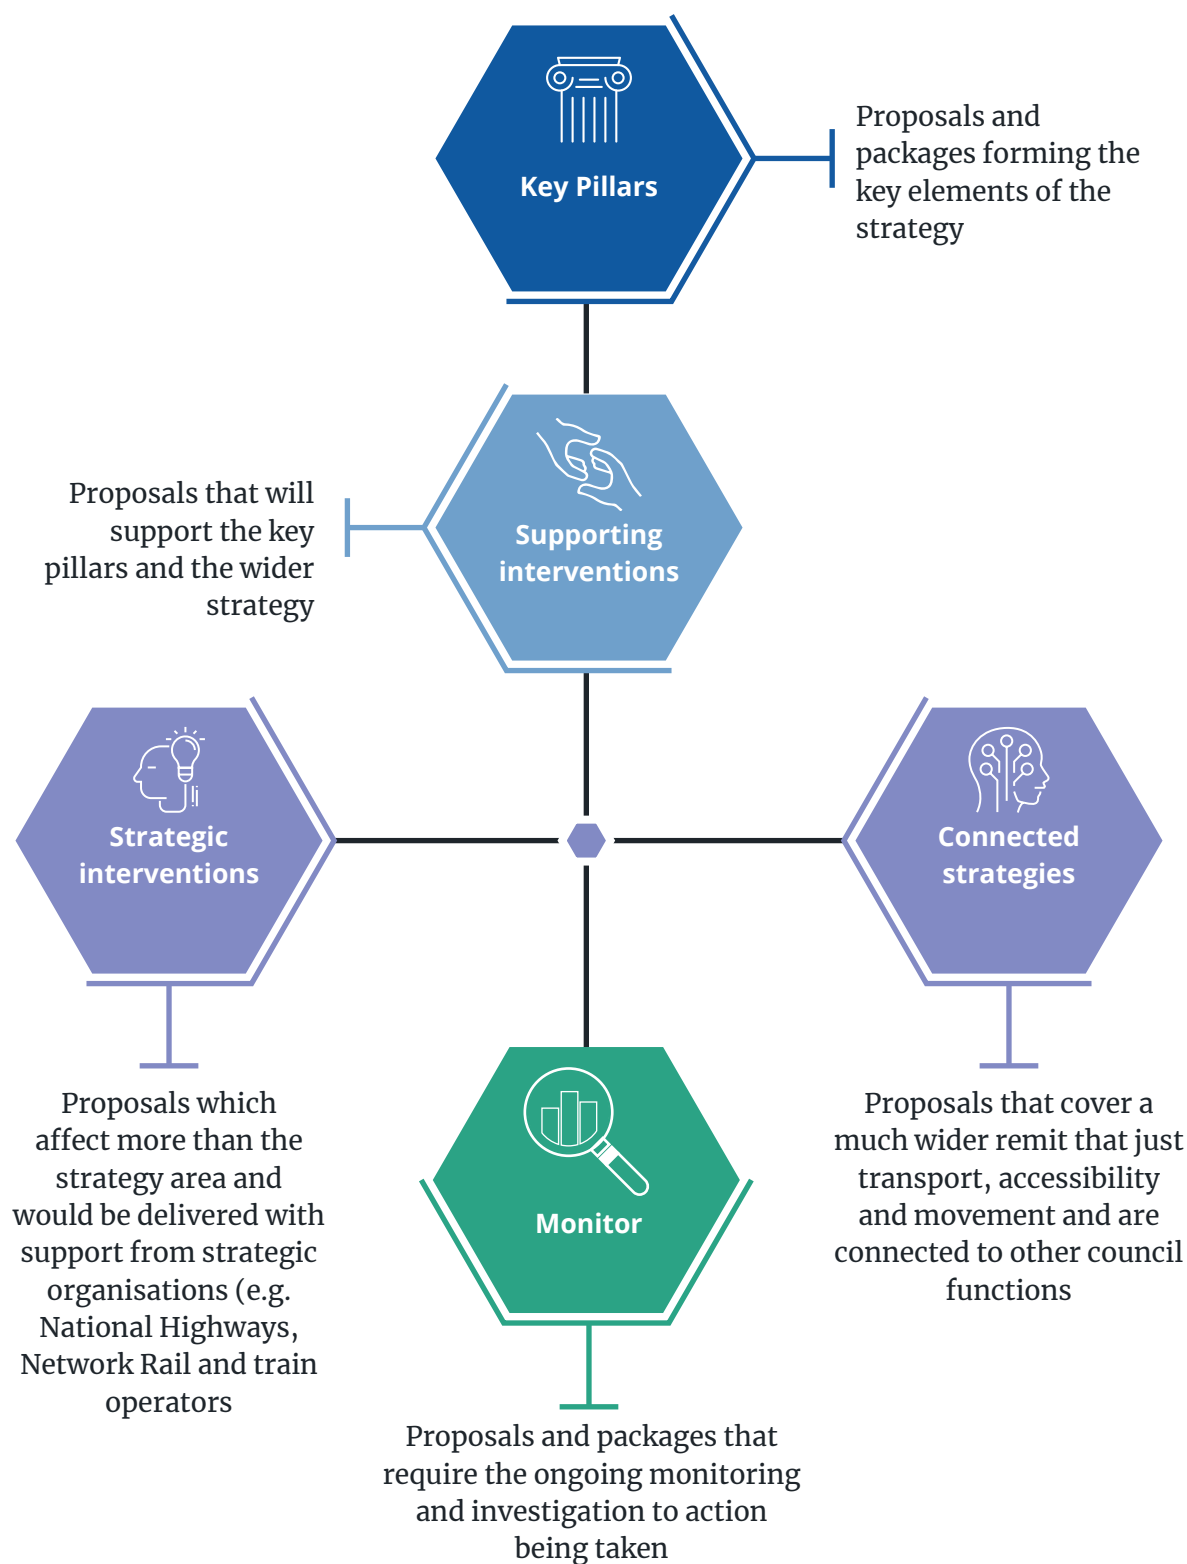 Key Pillars
Proposals and
packages forming the
key elements of the
strategy
Supporting
interventions
Proposals that will
support the key
pillars and the wider
strategy
Strategic
interventions
Proposals which
affect more than the
strategy area and
would be delivered with
support from strategic
organisations (e.g.
National Highways,
Network Rail and train
operators
Connected
strategies
Proposals that cover a
much wider remit that just
transport, accessibility
and movement and are
connected to other council
functions
Monitor
Proposals and packages that
require the ongoing monitoring
and investigation to action
being taken